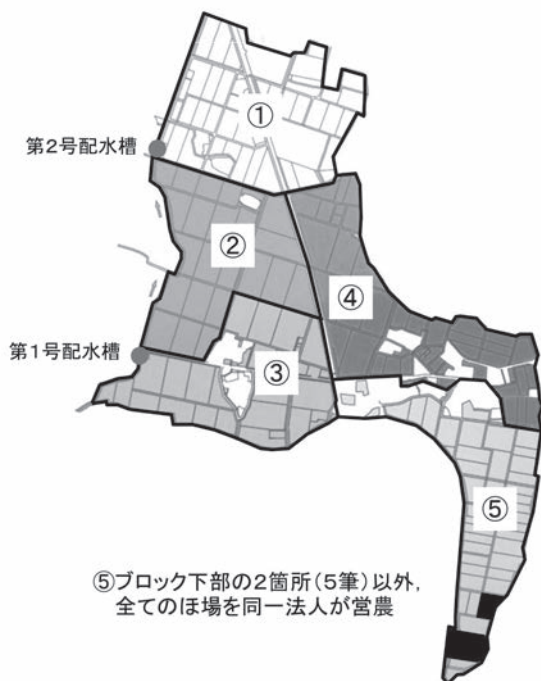 ①
第2号配水槽
②
④
第1号配水槽
③
⑤
⑤ブロック下部の2箇所(5筆)以外,
全てのほ場を同一法人が営農